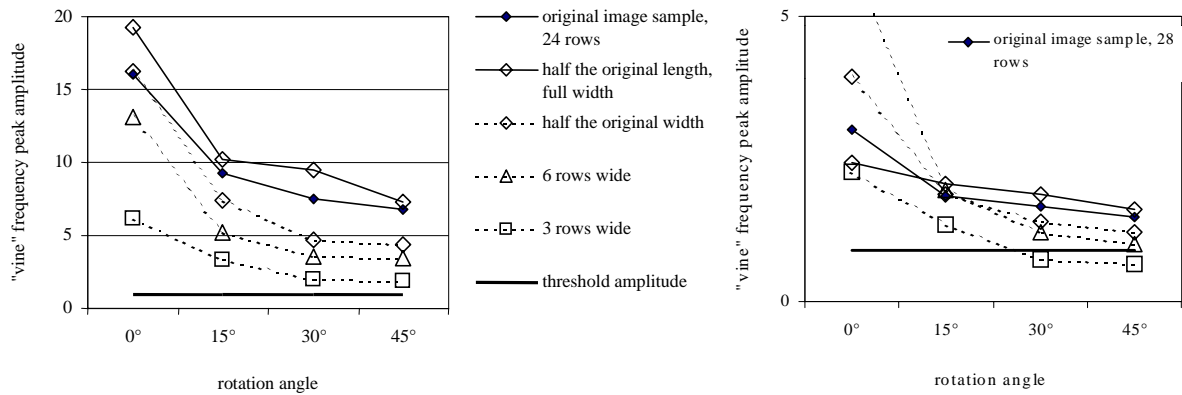 "vine" frequency peak amplitude
20
15
10
5
0
0°
15°
30°
45°
rotation angle
original image sample,
24 rows
half the original length,
full width
half the original width
6 rows wide
3 rows wide
threshold amplitude
"vine" frequency peak amplitude
5
0
original image sample, 28
rows
0°
15°
30°
45°
rotation angle